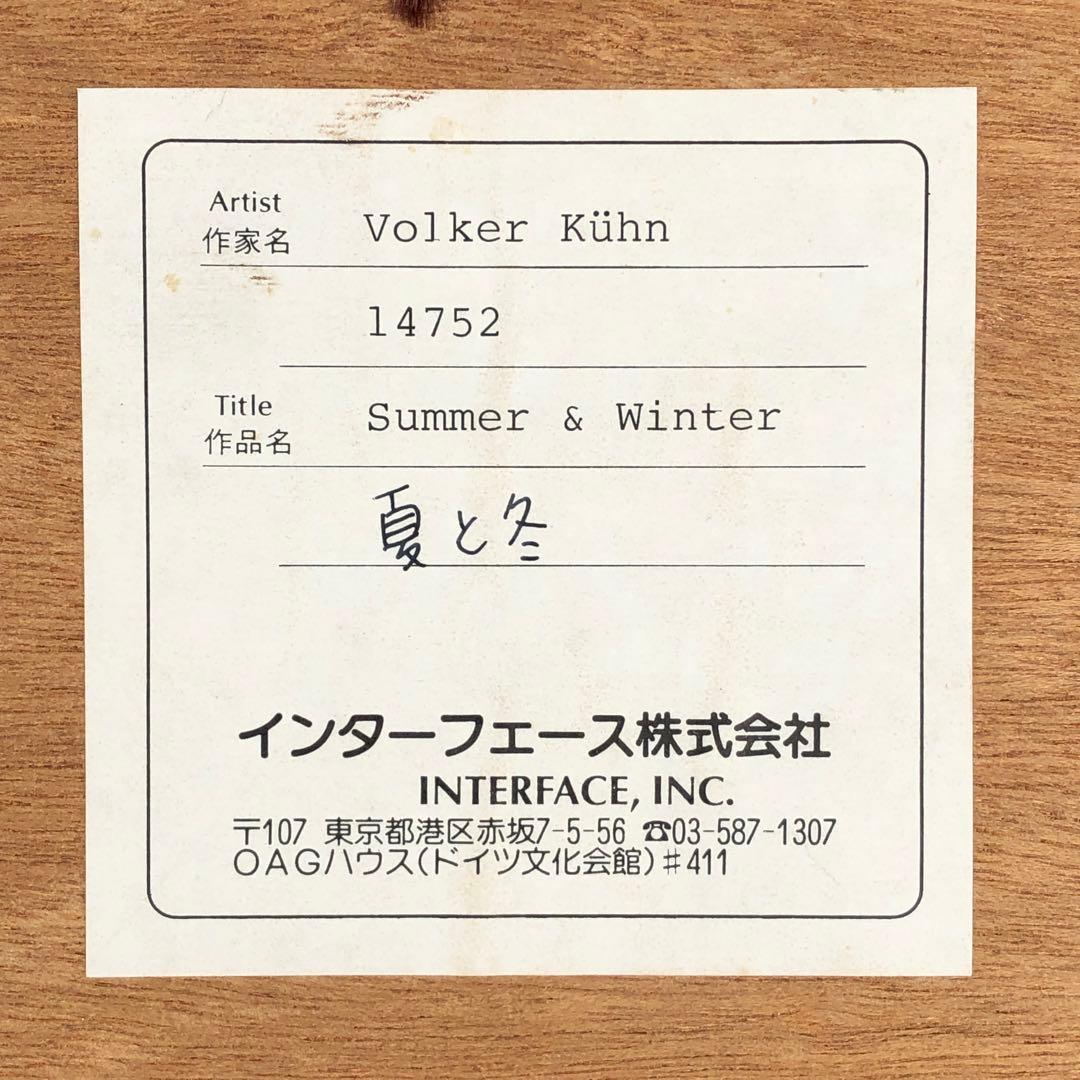 Artist
作家名 Volker Kühn
14752
Title
作品名 Summer & Winter
夏と冬
インターフェース株式会社
INTERFACE, INC.
〒107 東京都港区赤坂7-5-56 ☎03-587-1307
OAGハウス(ドイツ文化会館)♯411